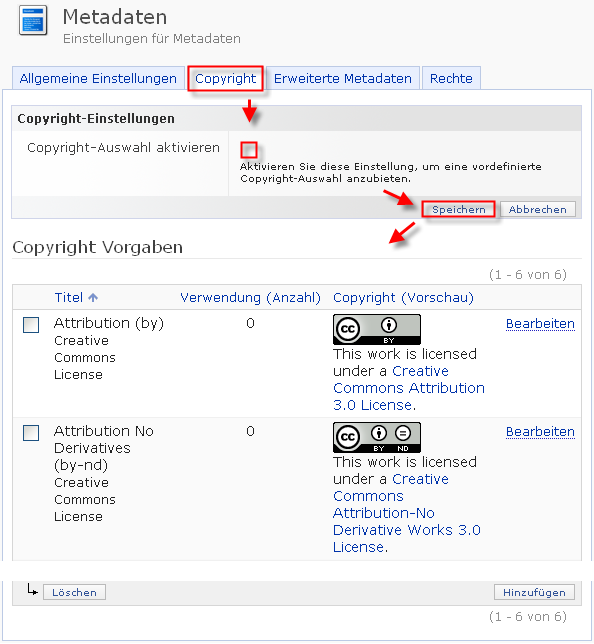 Metadaten
Einstellungen für Metadaten
Allgemeine Einstellungen Copyright Erweiterte Metadaten Rechte
Copyright-Einstellungen
Copyright-Auswahl aktivieren
Aktivieren Sie diese Einstellung, um eine vordefinierte
Copyright-Auswahl anzubieten.
Speichern Abbrechen
Copyright Vorgaben
(1 - 6 von 6)
Titel Verwendung (Anzahl) Copyright (Vorschau)
Attribution (by)
Creative
Commons
License
0
cc
BY
This work is licensed
under a Creative
Commons Attribution
3.0 License.
Bearbeiten
Attribution No
Derivatives
(by-nd)
Creative
Commons
License
0
cc
BY ND
This work is licensed
under a Creative
Commons
Attribution-No
Derivative Works 3.0
License.
Bearbeiten
Löschen Hinzufügen
(1 - 6 von 6)